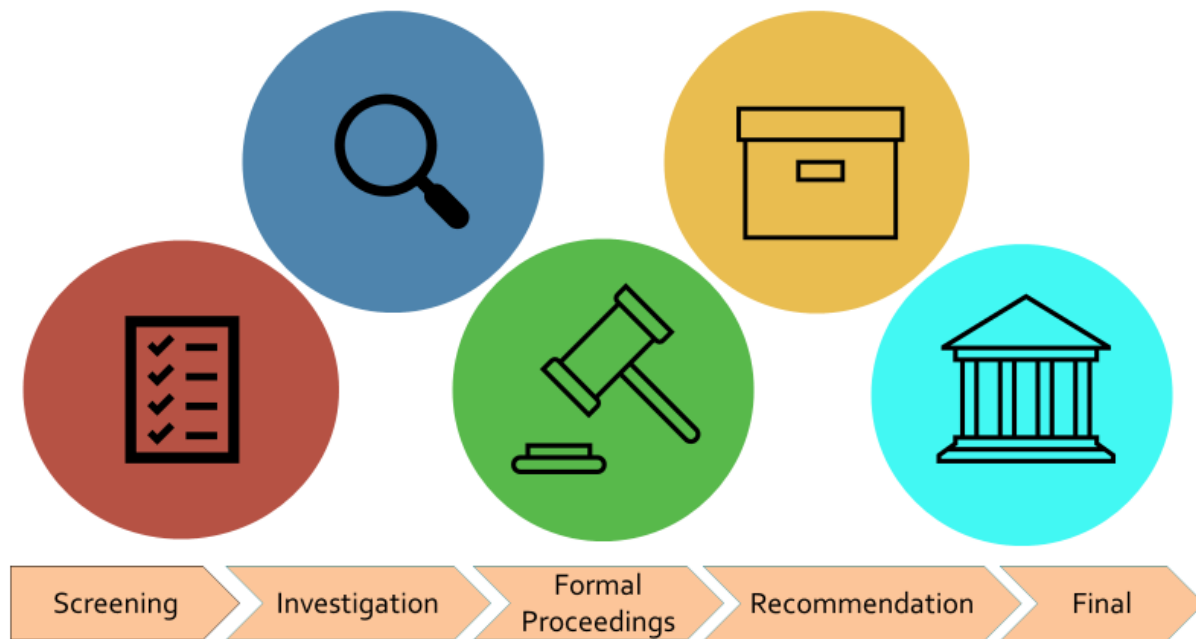 Screening
Investigation
Formal
Proceedings
Recommendation
Final